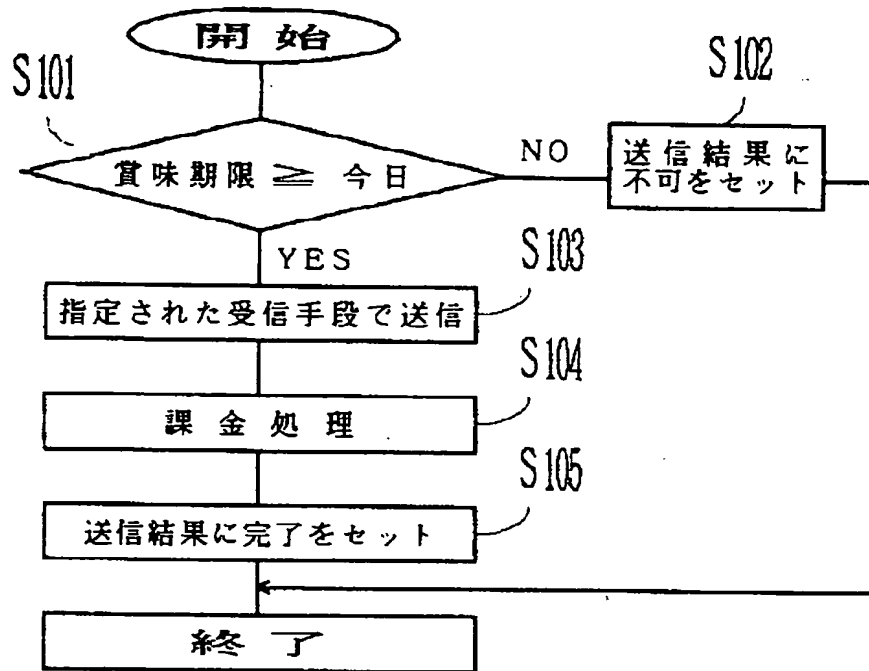 開始
S101
賞味期限 ≧ 今日
NO
S102
送信結果に
不可をセット
YES
S103
指定された受信手段で送信
S104
課金処理
S105
送信結果に完了をセット
終了